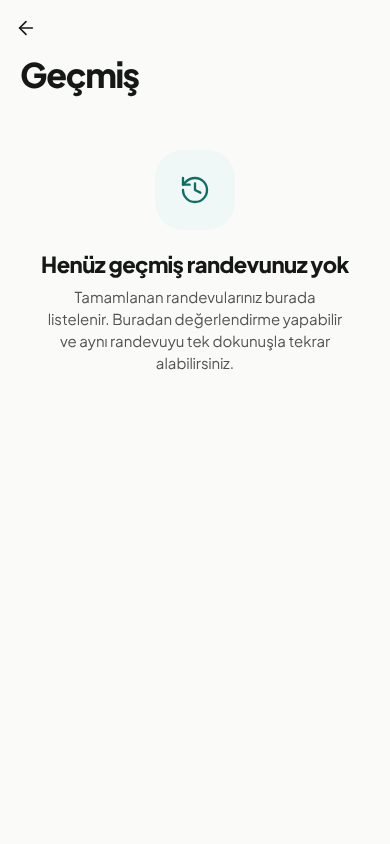 Geçmiş
Henüz geçmiş randevunuz yok
Tamamlanan randevularınız burada
listelenir. Buradan değerlendirme yapabilir
ve aynı randevuyu tek dokunuşla tekrar
alabilirsiniz.